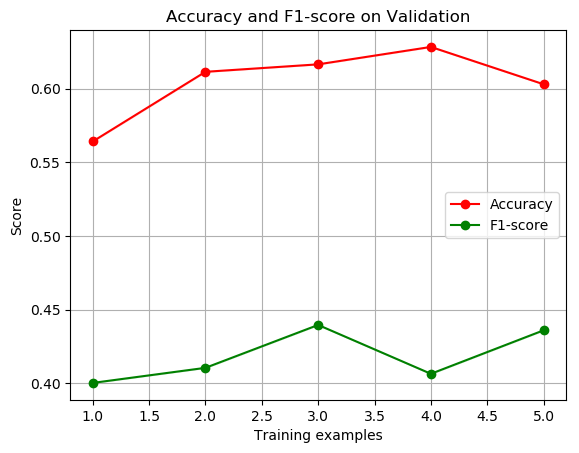 Accuracy and F1-score on Validation
0.60
0.55
0.50
0.45
0.40
Score
Accuracy
F1-score
1.0 1.5 2.0 2.5 3.0 3.5 4.0 4.5 5.0
Training examples